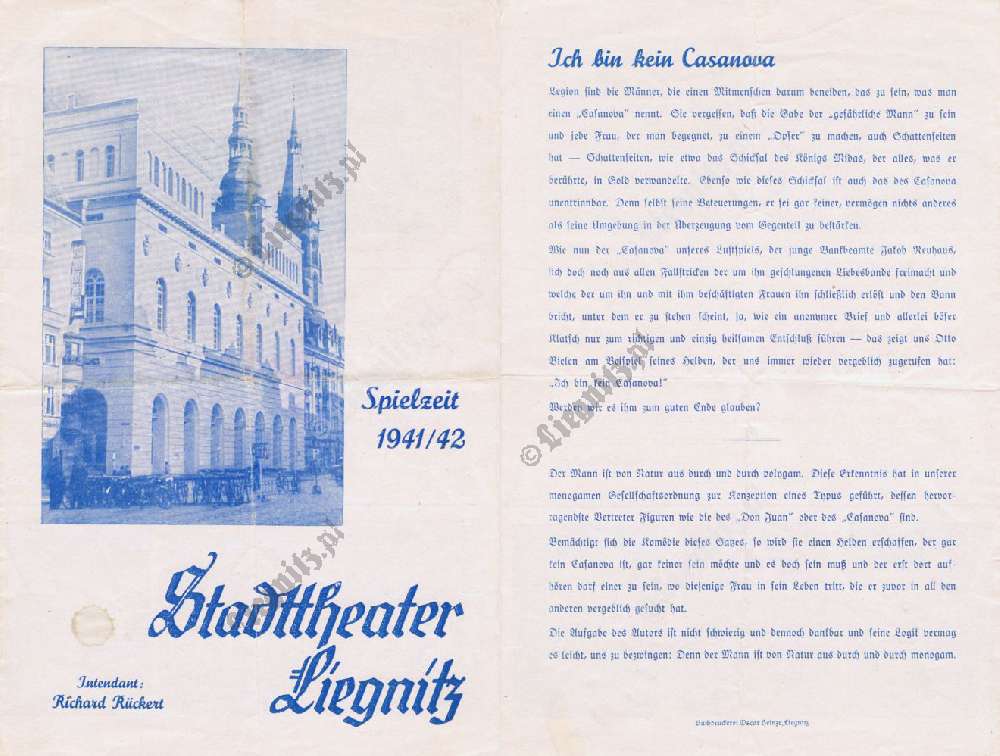 Spielzeit
1941/42
Stadttheater
Liegnitz
Intendant:
Richard Rückert
Ich bin kein Casanova
Legion sind die Männer, die einen Mitmenschen darum beneiden, das zu sein, was man
einen „Casanova" nennt. Sie vergessen, daß die Gabe der „gefährliche Mann" zu sein
und jede Frau, der man begegnet, zu einem „Opfer" zu machen, auch Schattenseiten
hat — Schattenseiten, wie etwa das Schicksal des Königs Midas, der alles, was er
berührte, in Gold verwandelte. Ebenso wie dieses Schicksal ist auch das des Casanova
unentrinnbar. Denn selbst seine Beteuerungen, er sei gar keiner, vermögen nichts anderes
als seine Umgebung in der Überzeugung vom Gegenteil zu bestärken.
Wie nun der „Casanova" unseres Lustspiels, der junge Bankbeamte Jakob Neuhaus,
sich doch noch aus allen Fallstricken der um ihn geschlungenen Liebesbande freimacht und
welche der um ihn und mit ihm beschäftigten Frauen ihn schließlich erlöst und den Bann
bricht, unter dem er zu stehen scheint, ja, wie ein anonymer Brief und allerlei böser
Klatsch nur zum richtigen und einzig heilsamen Entschluß führen — das zeigt uns Otto
Bielen am Beispiel seines Helden, der uns immer wieder vergeblich zugerufen hat:
„Ich bin kein Casanova!"
Werden wir es ihm zum guten Ende glauben?
Der Mann ist von Natur aus durch und durch polygam. Diese Erkenntnis hat in unserer
monogamen Gesellschaftsordnung zur Konzeption eines Typus geführt, dessen hervor-
ragendste Vertreter Figuren wie die des „Don Juan" oder des „Casanova" sind.
Bemächtigt sich die Komödie dieses Satzes, so wird sie einen Helden erschaffen, der gar
kein Casanova ist, gar keiner sein möchte und es doch sein muß und der erst dort auf-
hören darf einer zu sein, wo diejenige Frau in sein Leben tritt, die er zuvor in all den
anderen vergeblich gesucht hat.
Die Aufgabe des Autors ist nicht schwierig und dennoch dankbar und seine Logik vermag
es leicht, uns zu bezwingen: Denn der Mann ist von Natur aus durch und durch monogam.
Buchdruckerei Oscar Heinze, Liegnitz
© Liegnitz.pl
© Liegnitz.pl
Liegnitz.pl